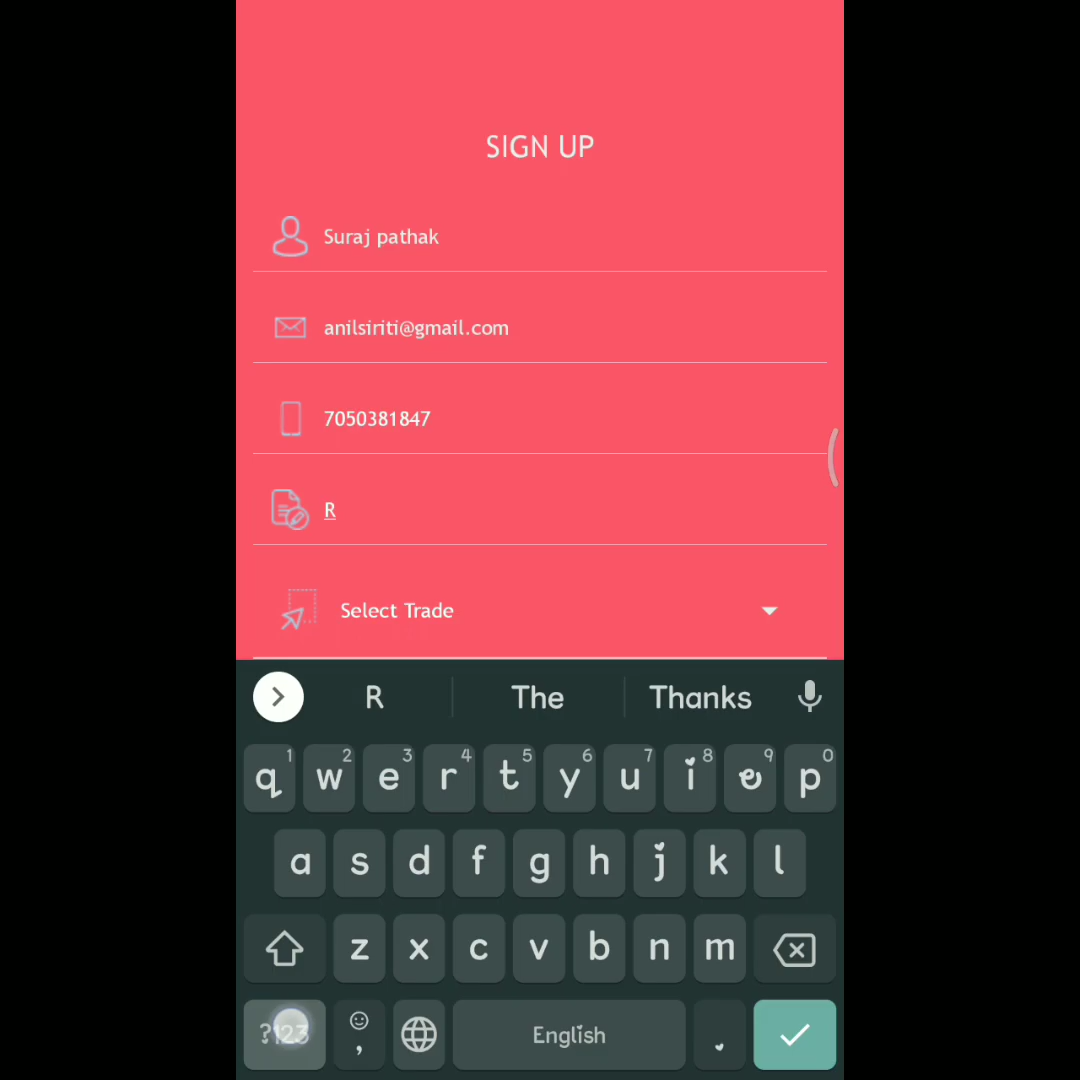 SIGN UP
Suraj pathak
anilsiriti@gmail.com
7050381847
R
Select Trade
R The Thanks
1 2 3 4 5 6 7 8 9 0
q w e r t y u i o p
a s d f g h j k l
z x c v b n m
?123 , English .